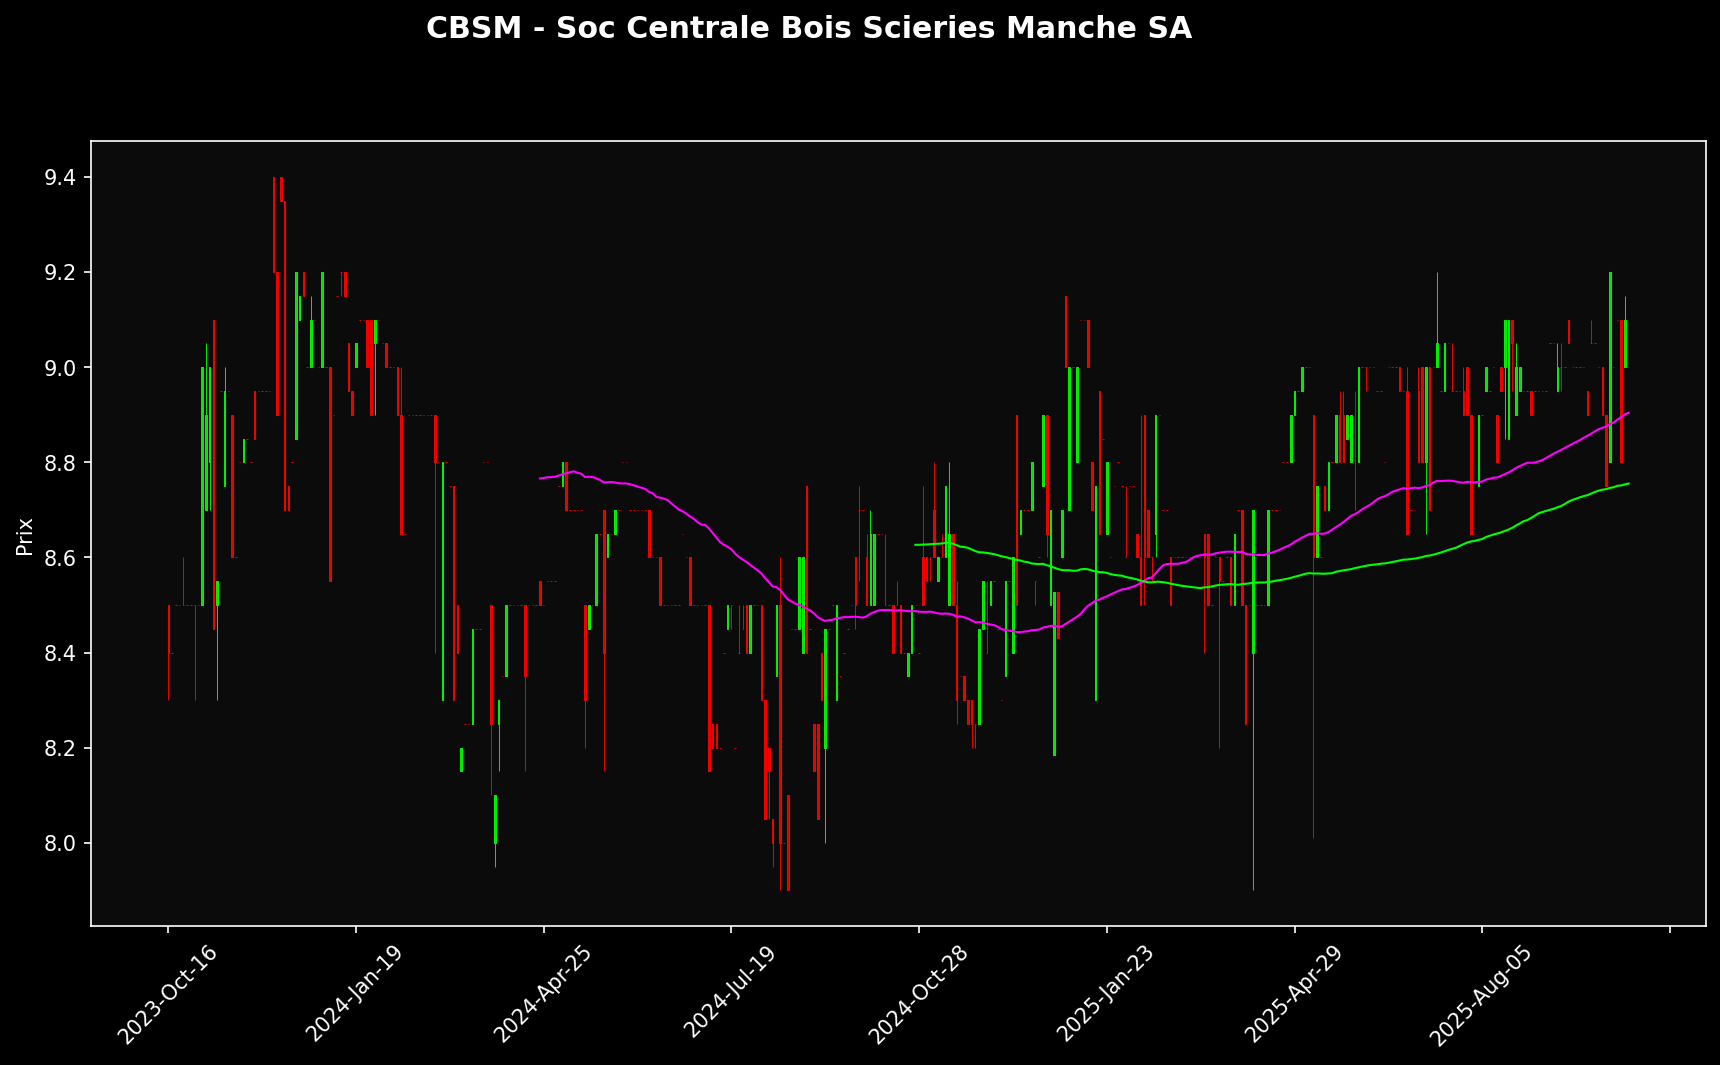 CBSM - Soc Centrale Bois Scieries Manche SA
Prix
9.4
9.2
9.0
8.8
8.6
8.4
8.2
8.0
2023-Oct-16
2024-Jan-19
2024-Apr-25
2024-Jul-19
2024-Oct-28
2025-Jan-23
2025-Apr-29
2025-Aug-05